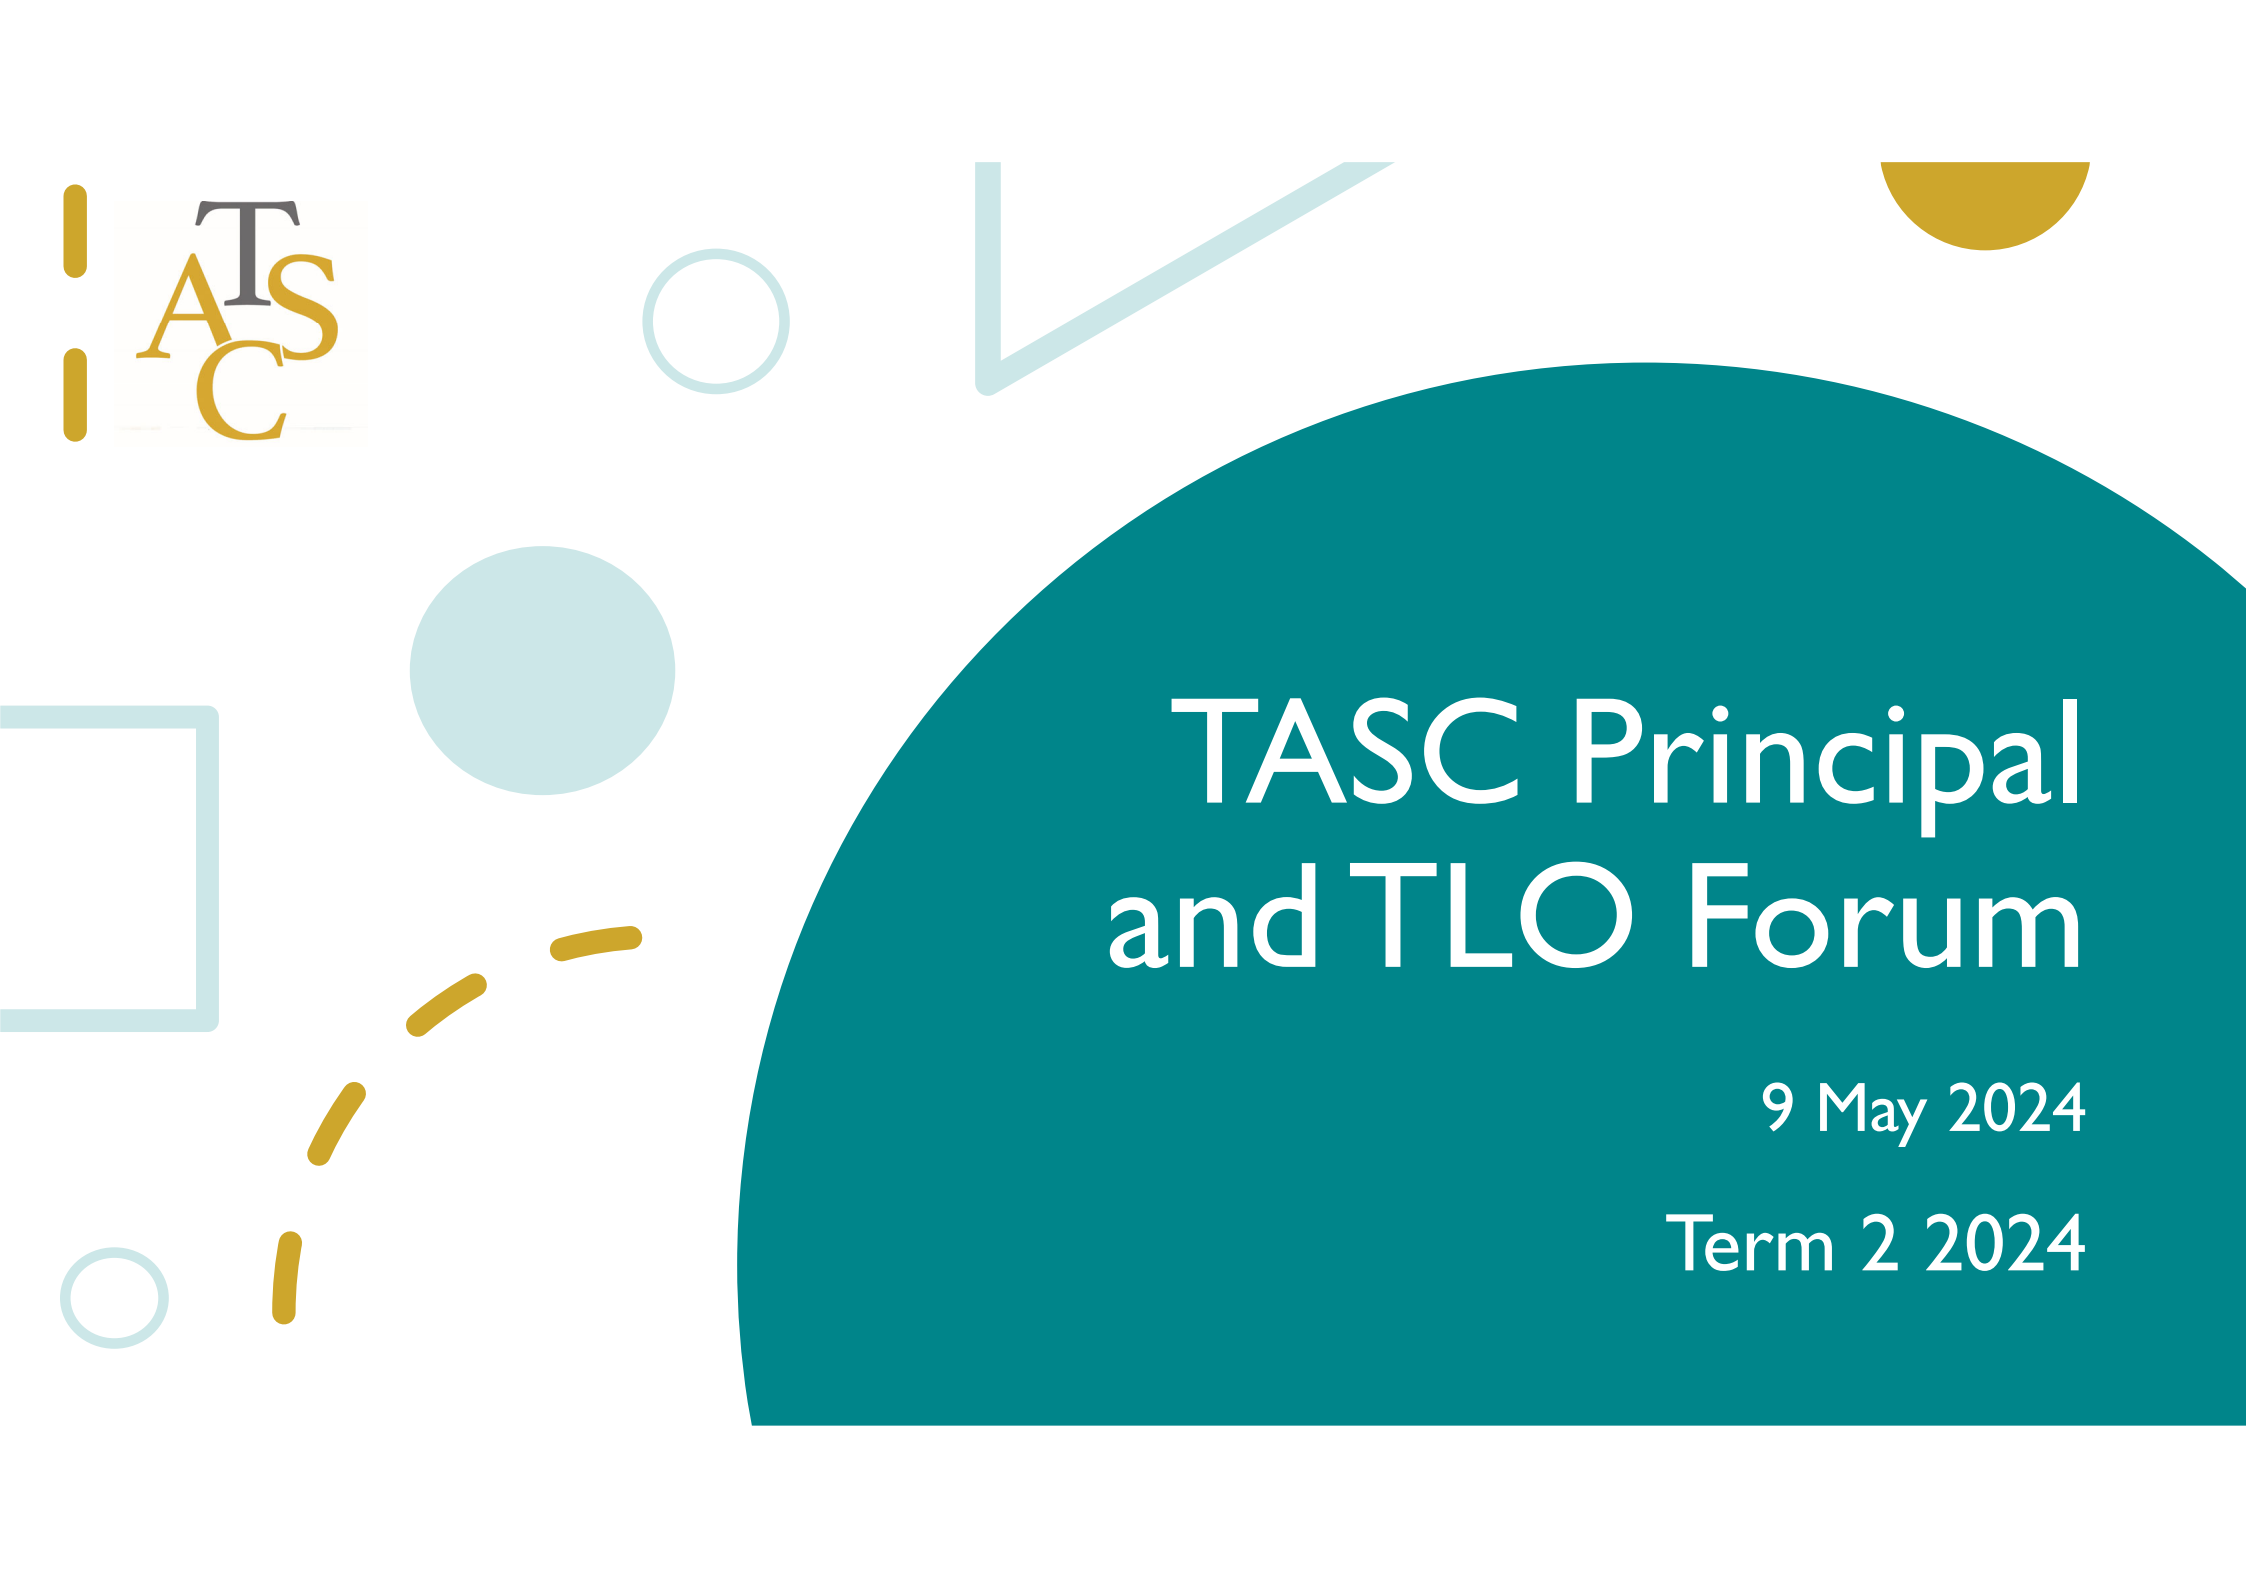 TASC
TASC Principal
and TLO Forum
9 May 2024
Term 2 2024